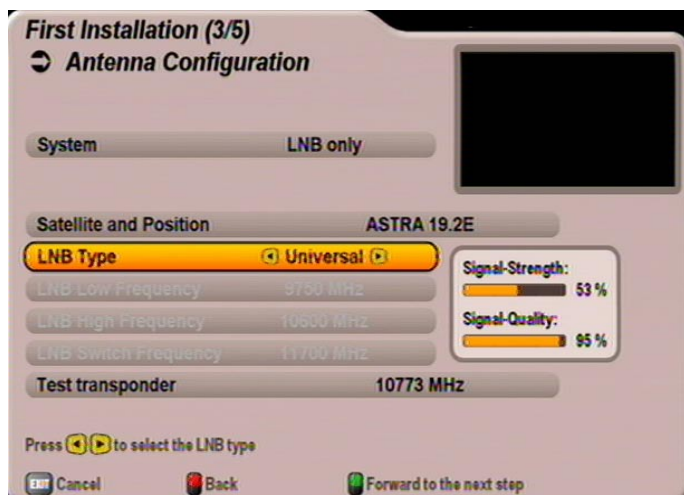 First Installation (3/5)
Antenna Configuration
System LNB only
Satellite and Position ASTRA 19.2E
LNB Type Universal
Signal-Strength:
53 %
LNB Low Frequency 9750 MHz
LNB High Frequency 10600 MHz
Signal-Quality:
95 %
LNB Switch Frequency 11700 MHz
Test transponder 10773 MHz
Press to select the LNB type
EXIT Cancel Back Forward to the next step